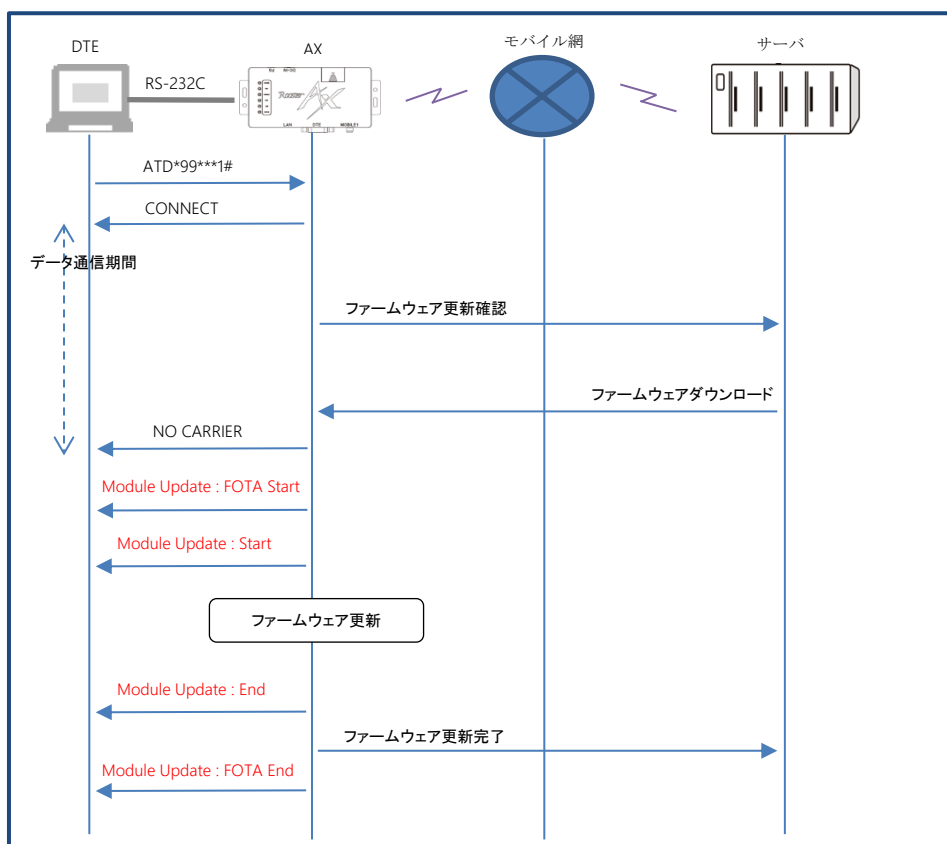 DTE
AX
モバイル網
サーバ
RS-232C
LAN DTE MOBILE1
ATD*99***1#
CONNECT
データ通信期間
ファームウェア更新確認
ファームウェアダウンロード
NO CARRIER
Module Update : FOTA Start
Module Update : Start
ファームウェア更新
Module Update : End
ファームウェア更新完了
Module Update : FOTA End